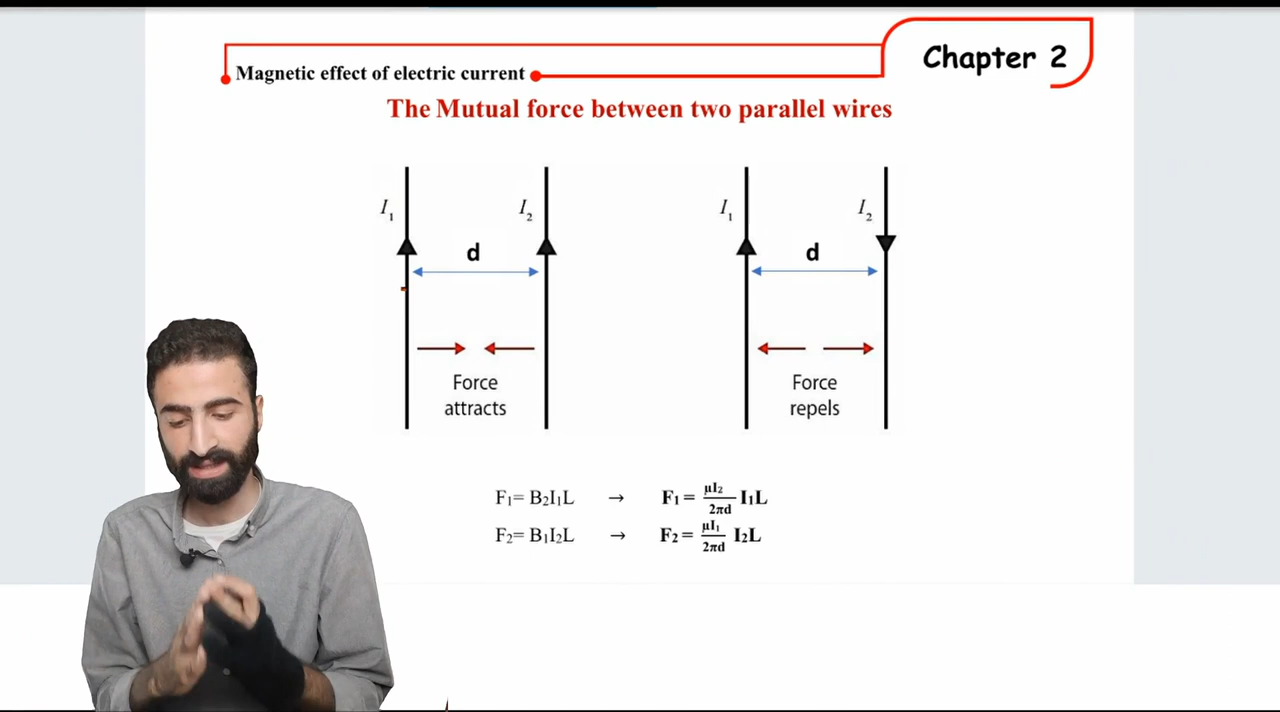 Chapter 2
Magnetic effect of electric current
The Mutual force between two parallel wires
I₁ I₂ I₁ I₂
d d
Force attracts
Force repels
F₁= B₂I₁L → F₁ = μI₂/2πd I₁L
F₂= B₁I₂L → F₂ = μI₁/2πd I₂L